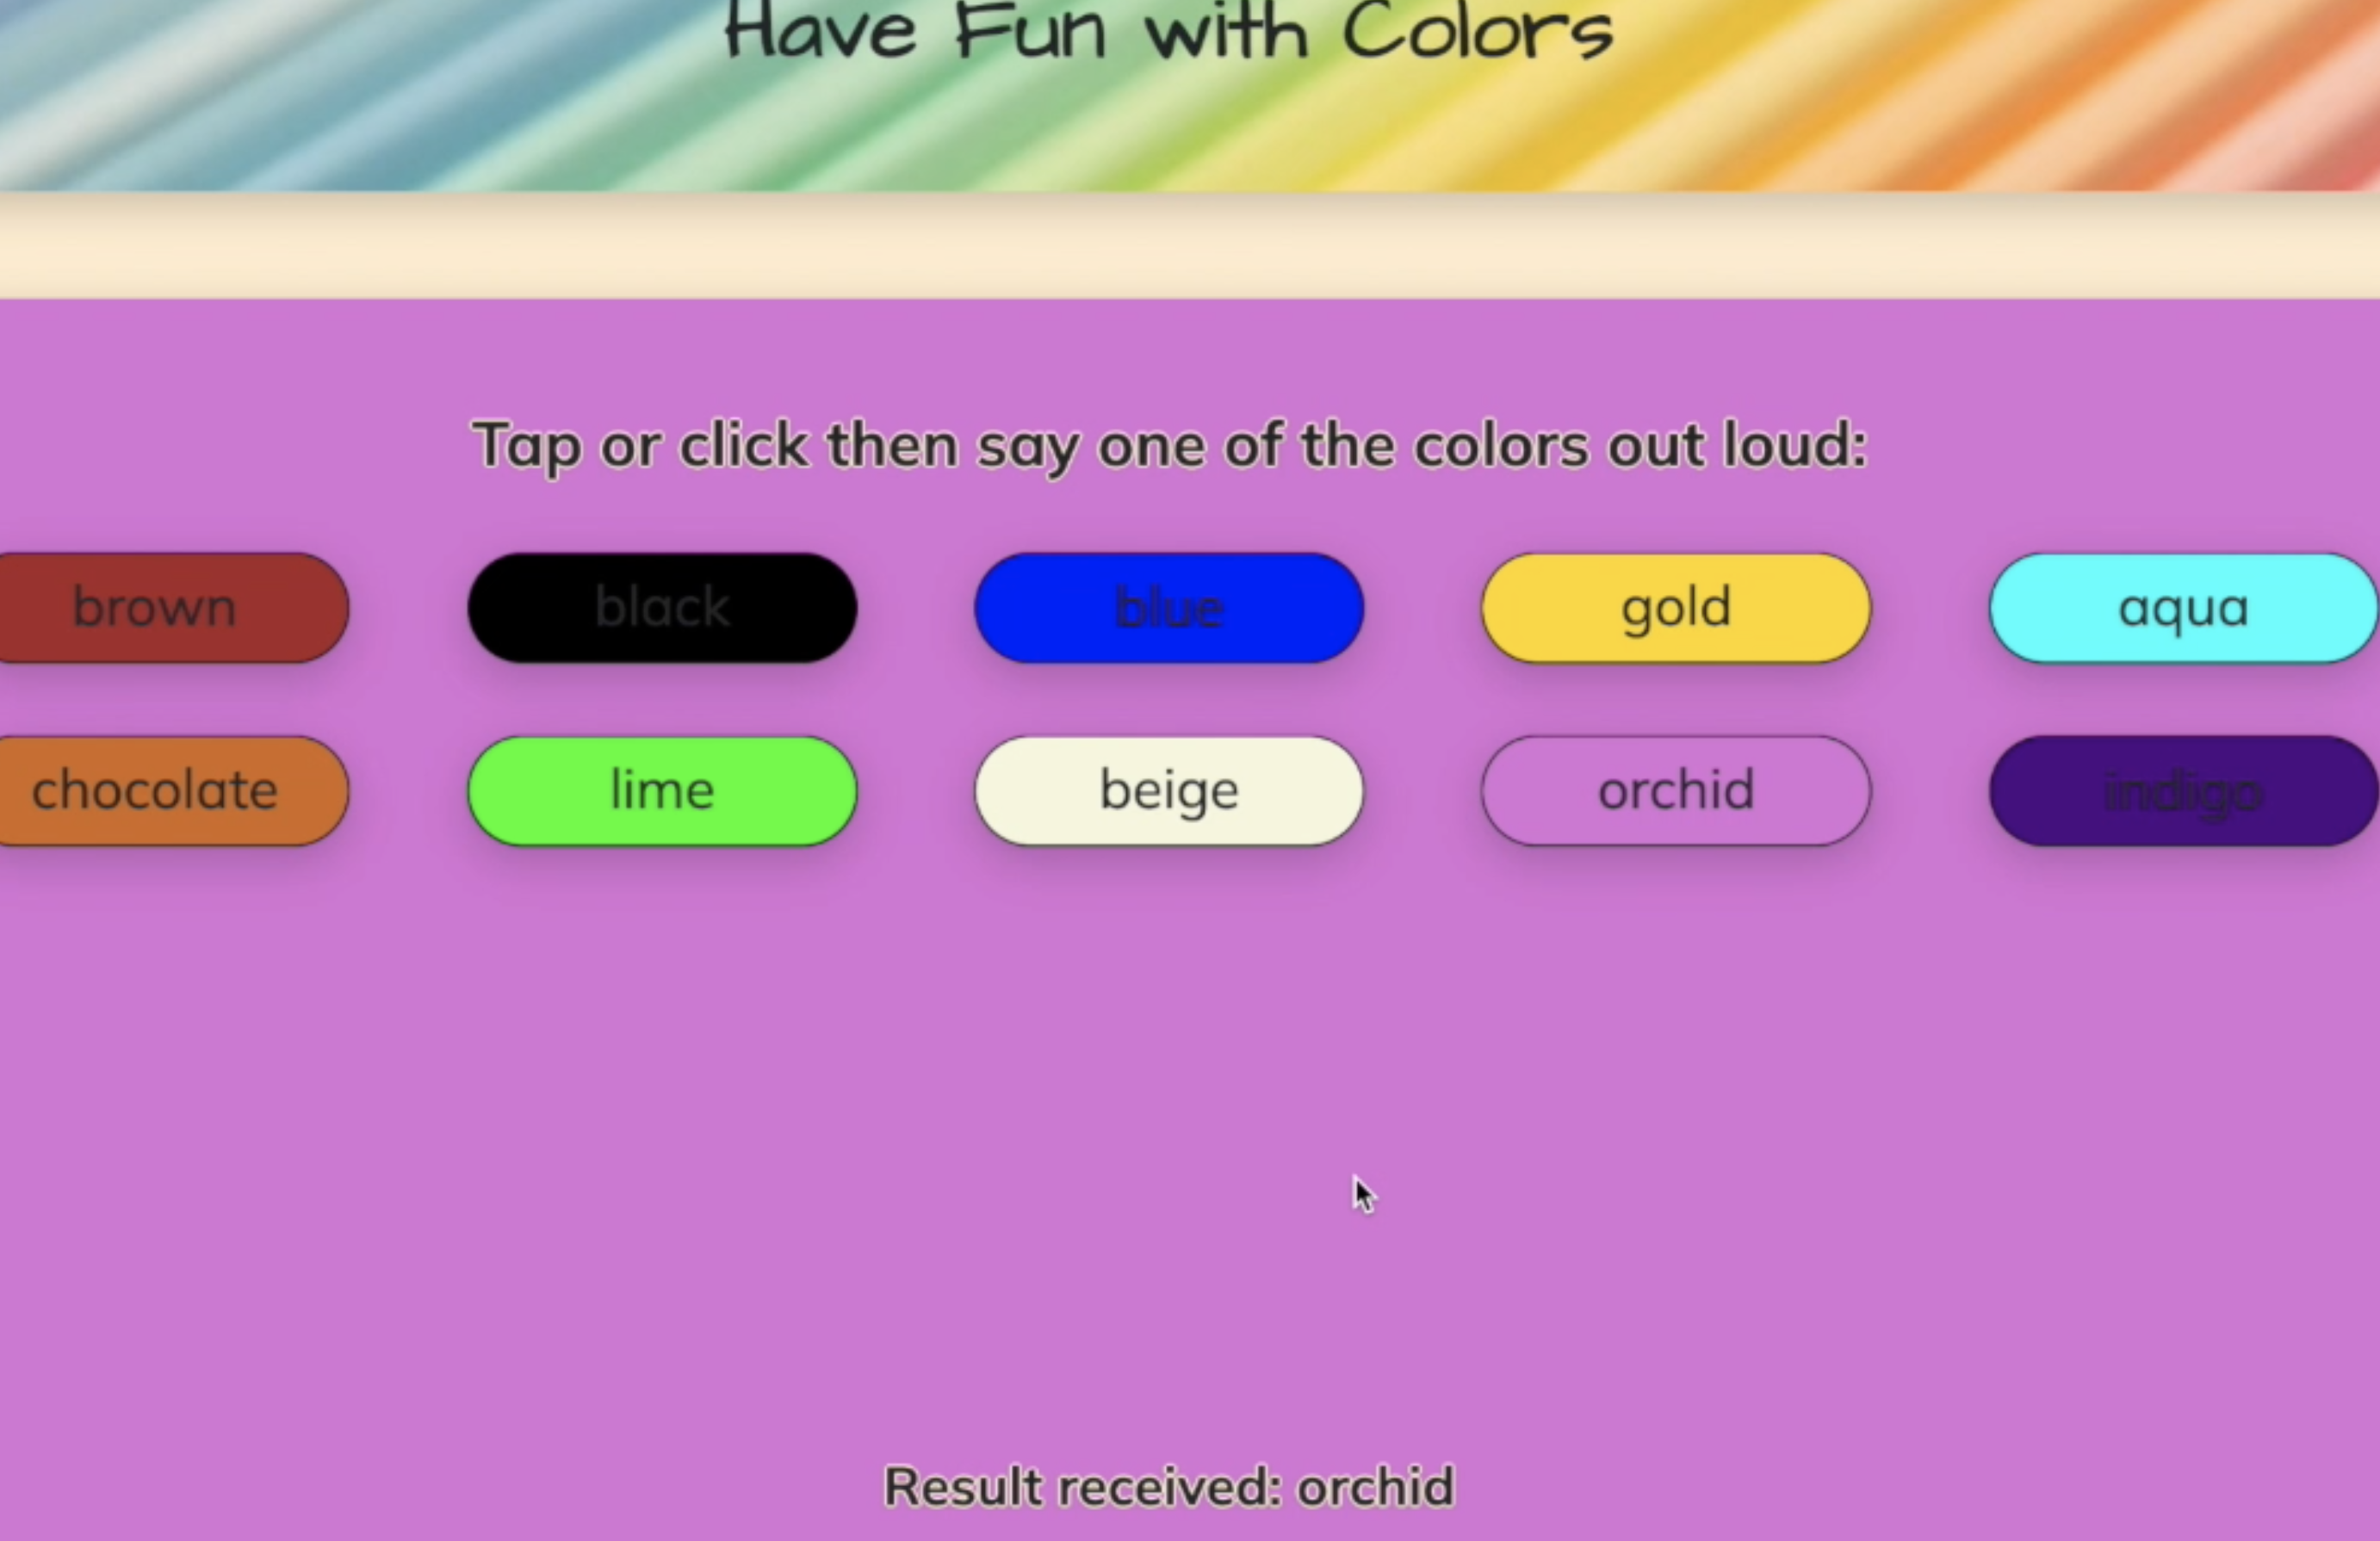 Have Fun with Colors
Tap or click then say one of the colors out loud:
brown black blue gold aqua
chocolate lime beige orchid indigo
Result received: orchid